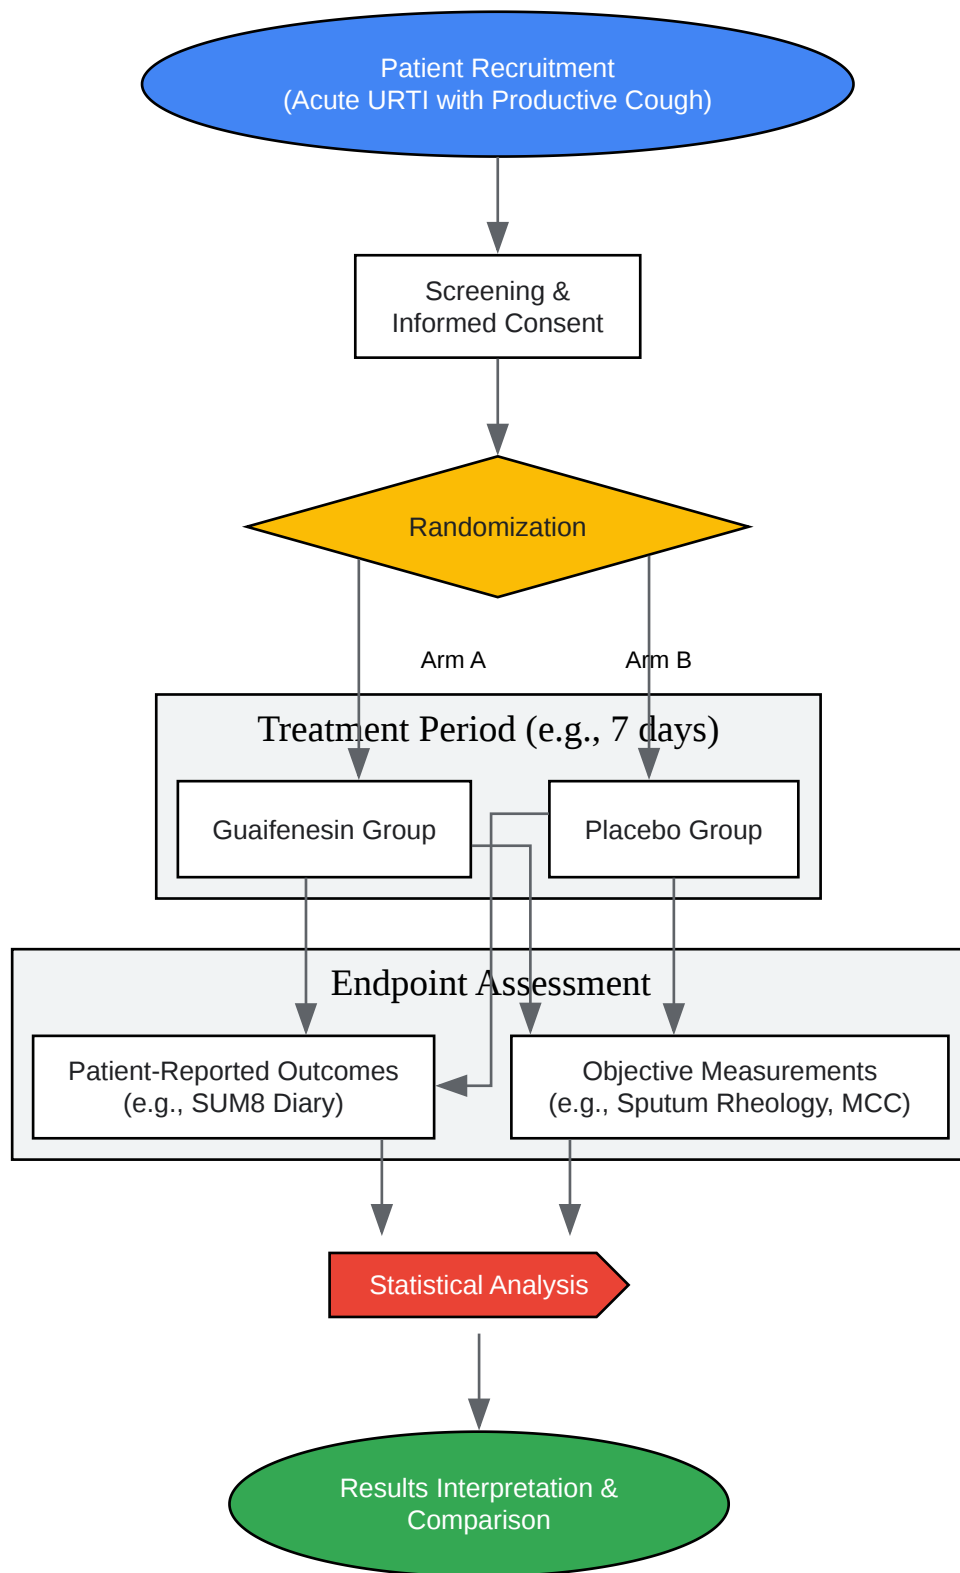 Patient Recruitment
(Acute URTI with Productive Cough)
Screening &
Informed Consent
Randomization
Arm A
Arm B
Treatment Period (e.g., 7 days)
Guaifenesin Group
Placebo Group
Endpoint Assessment
Patient-Reported Outcomes
(e.g., SUM8 Diary)
Objective Measurements
(e.g., Sputum Rheology, MCC)
Statistical Analysis
Results Interpretation &
Comparison